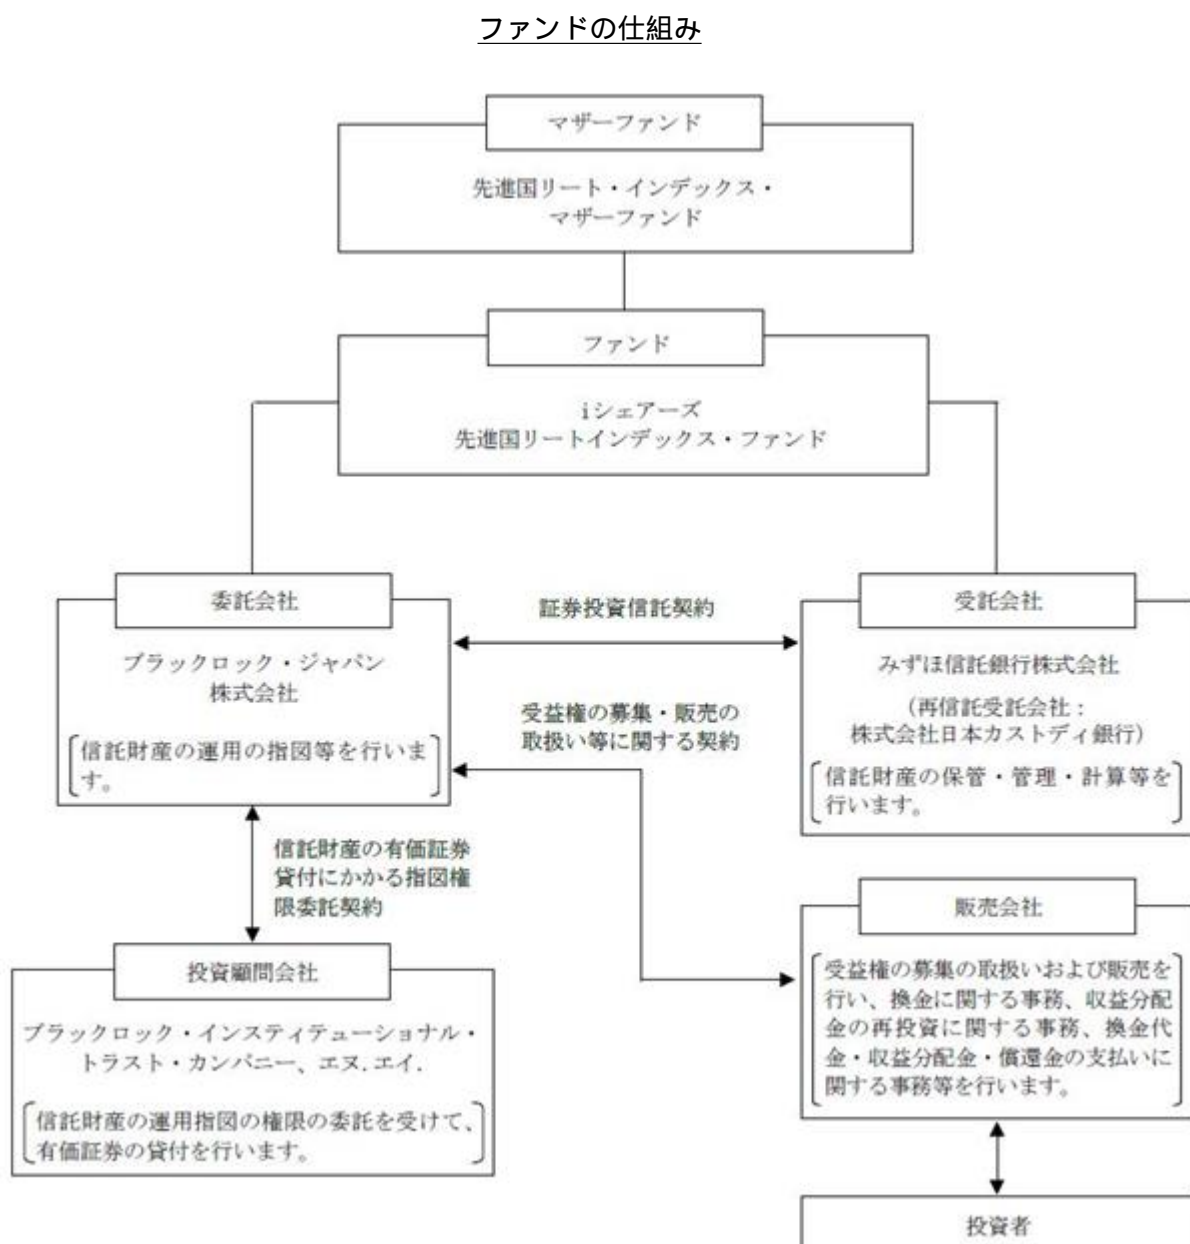 ファンドの仕組み
マザーファンド
先進国リート・インデックス・
マザーファンド
ファンド
iシェアーズ
先進国リートインデックス・ファンド
委託会社
ブラックロック・ジャパン
株式会社
信託財産の運用の指図等を行いま
す。
証券投資信託契約
受益権の募集・販売の
取扱い等に関する契約
受託会社
みずほ信託銀行株式会社
（再信託受託会社：
株式会社日本カストディ銀行）
信託財産の保管・管理・計算等を
行います。
信託財産の有価証券
貸付にかかる指図権
限委託契約
投資顧問会社
ブラックロック・インスティテューショナル・
トラスト・カンパニー、エヌ.エイ.
信託財産の運用指図の権限の委託を受けて、
有価証券の貸付を行います。
販売会社
受益権の募集の取扱いおよび販売を
行い、換金に関する事務、収益分配
金の再投資に関する事務、換金代
金・収益分配金・償還金の支払いに
関する事務等を行います。
投資者